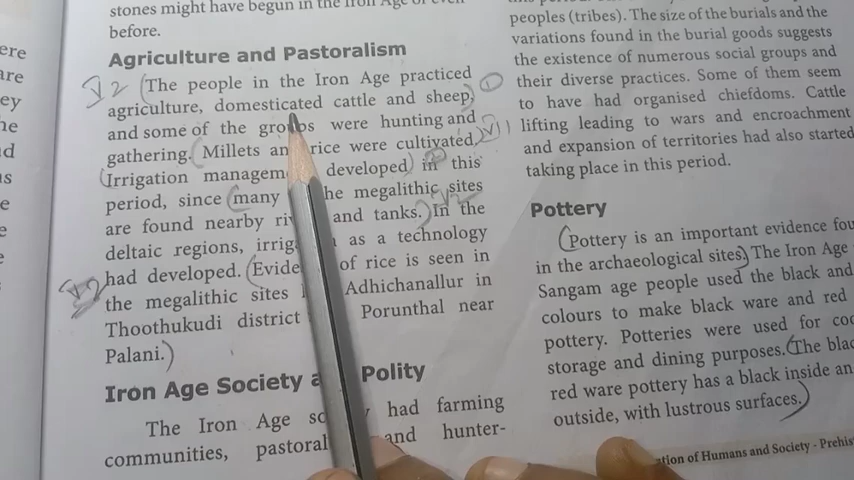 stones might have begun in the Iron Age or even
before.
Agriculture and Pastoralism
The people in the Iron Age practiced
agriculture, domesticated cattle and sheep,
and some of the groups were hunting and
gathering. Millets and rice were cultivated.
Irrigation management developed in this
period, since many of the megalithic sites
are found nearby rivers and tanks. In the
deltaic regions, irrigation as a technology
had developed. Evidence of rice is seen in
the megalithic sites Adhichanallur in
Thoothukudi district Porunthal near
Palani.
Iron Age Society and Polity
The Iron Age society had farming
communities, pastoral and hunter-
peoples (tribes). The size of the burials and the
variations found in the burial goods suggests
the existence of numerous social groups and
their diverse practices. Some of them seem
to have had organised chiefdoms. Cattle
lifting leading to wars and encroachment
and expansion of territories had also started
taking place in this period.
Pottery
Pottery is an important evidence fou
in the archaeological sites. The Iron Age
Sangam age people used the black and
colours to make black ware and red
pottery. Potteries were used for coo
storage and dining purposes. The blac
red ware pottery has a black inside an
outside, with lustrous surfaces.
ation of Humans and Society - Prehis